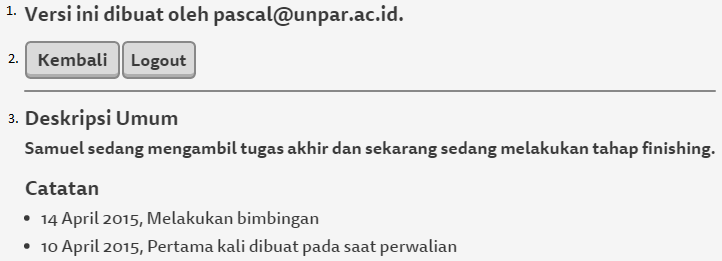 1. Versi ini dibuat oleh pascal@unpar.ac.id.
2. Kembali Logout
3. Deskripsi Umum
Samuel sedang mengambil tugas akhir dan sekarang sedang melakukan tahap finishing.
Catatan
• 14 April 2015, Melakukan bimbingan
• 10 April 2015, Pertama kali dibuat pada saat perwalian